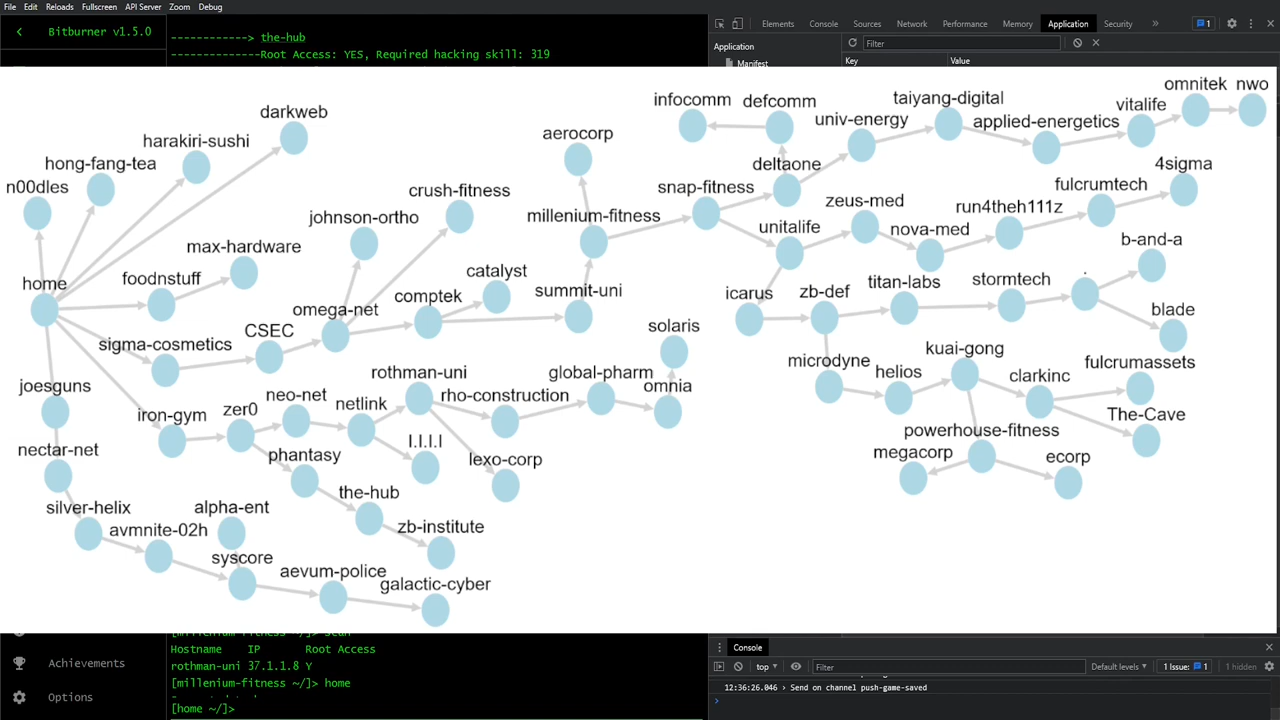 File Edit Reloads Fullscreen API Server Zoom Debug
Bitburner v1.5.0
------------> the-hub
--------------Root Access: YES, Required hacking skill: 319
Elements Console Sources Network Performance Memory Application Security » 1
Application
Filter
Manifest
Key Value
darkweb
harakiri-sushi
hong-fang-tea
n00dles
home
max-hardware
foodnstuff
CSEC
sigma-cosmetics
johnson-ortho
crush-fitness
omega-net
comptek
catalyst
summit-uni
aerocorp
millenium-fitness
snap-fitness
infocomm
defcomm
deltaone
univ-energy
taiyang-digital
applied-energetics
vitalife
omnitek
nwo
unitalife
zeus-med
nova-med
run4theh111z
fulcrumtech
4sigma
icarus
zb-def
titan-labs
stormtech
.
b-and-a
blade
microdyne
helios
kuai-gong
clarkinc
fulcrumassets
The-Cave
powerhouse-fitness
megacorp
ecorp
joesguns
nectar-net
silver-helix
avmnite-02h
alpha-ent
syscore
aevum-police
galactic-cyber
iron-gym
zer0
neo-net
netlink
rothman-uni
rho-construction
global-pharm
omnia
solaris
I.I.I.I
lexo-corp
phantasy
the-hub
zb-institute
[millenium-fitness ~/]> scan
Hostname IP Root Access
rothman-uni 37.1.1.8 Y
[millenium-fitness ~/]> home
[home ~/]>
Achievements
Options
Console
top Filter Default levels 1 Issue: 1 1 hidden
12:36:26.046 › Send on channel push-game-saved